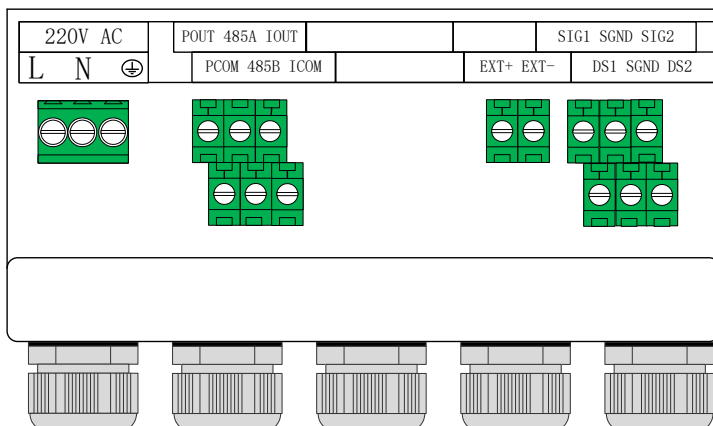 220V AC
POUT 485A IOUT
SIG1 SGND SIG2
L N
PCOM 485B ICOM
EXT+ EXT-
DS1 SGND DS2